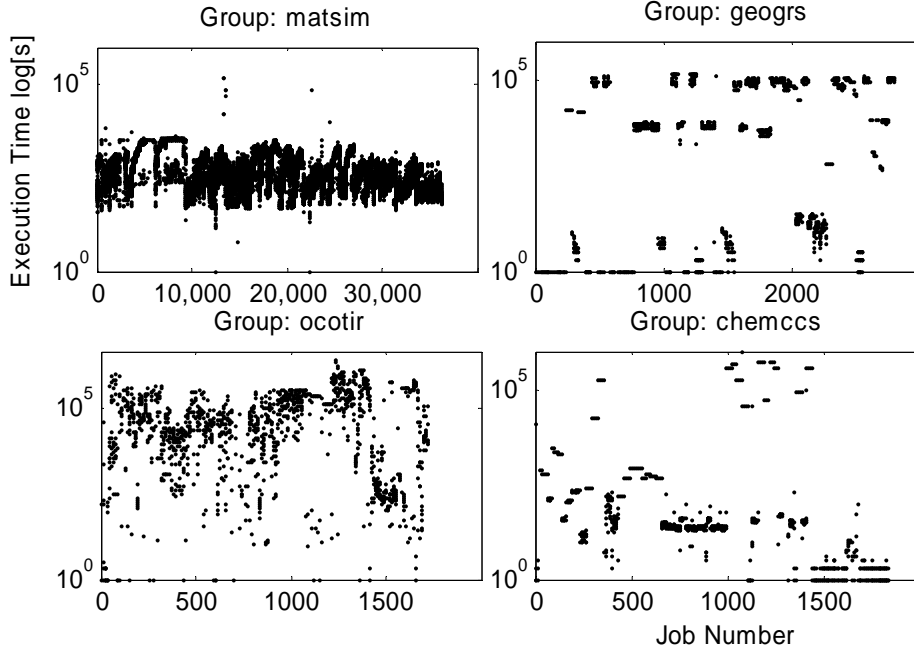 Group: matsim
Group: geogrs
Execution Time log[s]
10^5
10^0
0 10,000 20,000 30,000
10^5
10^0
0 1000 2000
Group: ocotir
Group: chemccs
10^5
10^0
0 500 1000 1500
10^5
10^0
0 500 1000 1500
Job Number